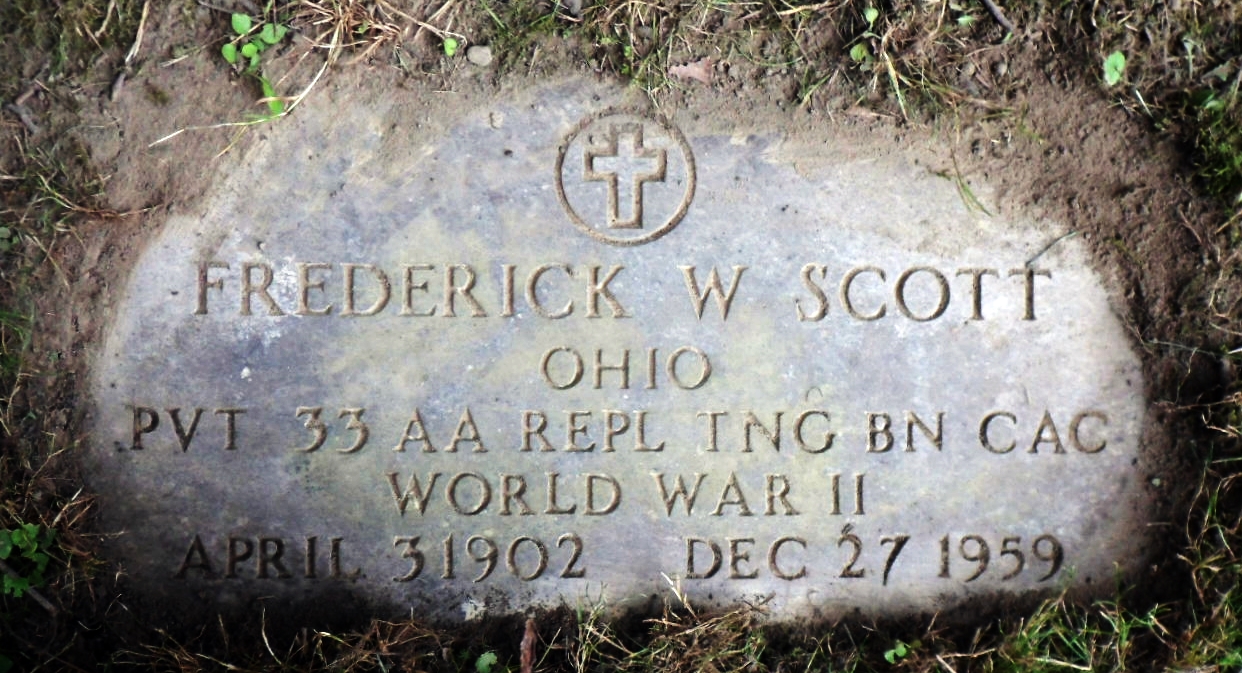 FREDERICK W SCOTT
OHIO
PVT 33 AA REPL TNG BN CAC
WORLD WAR II
APRIL 3 1902 DEC 27 1959